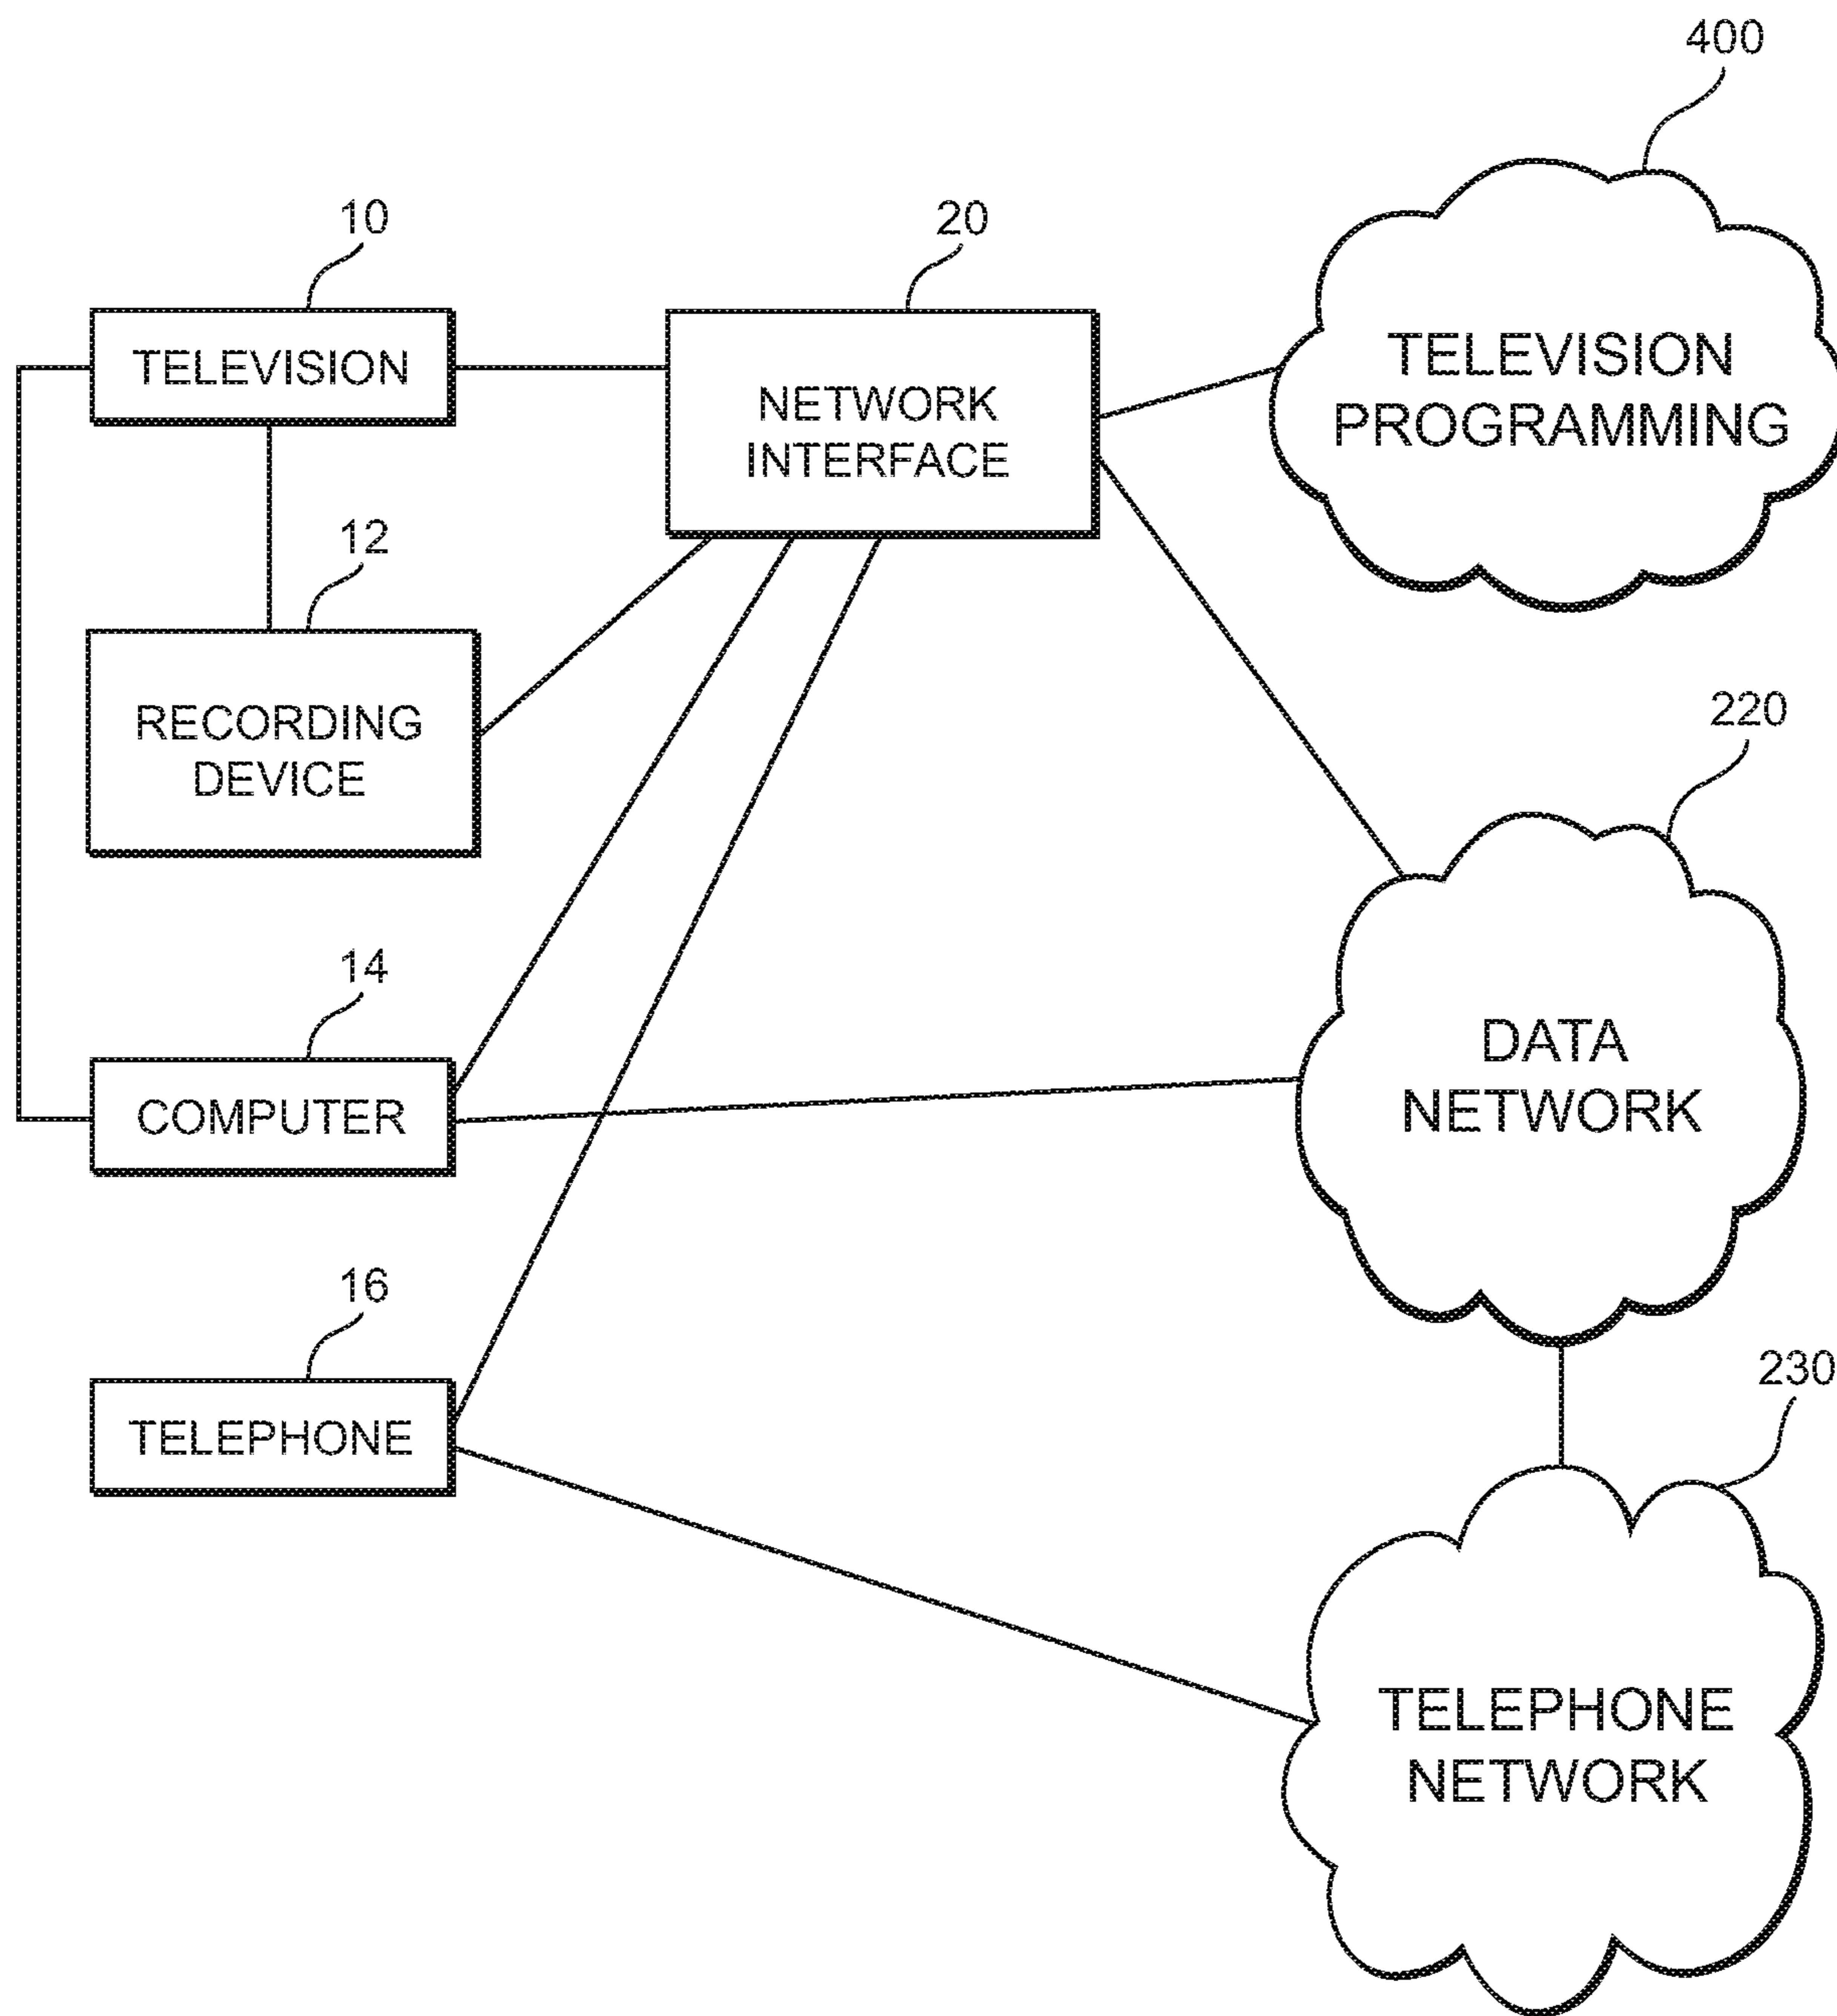 400
10
20
TELEVISION
NETWORK
INTERFACE
TELEVISION
PROGRAMMING
12
RECORDING
DEVICE
220
14
COMPUTER
DATA
NETWORK
16
TELEPHONE
230
TELEPHONE
NETWORK